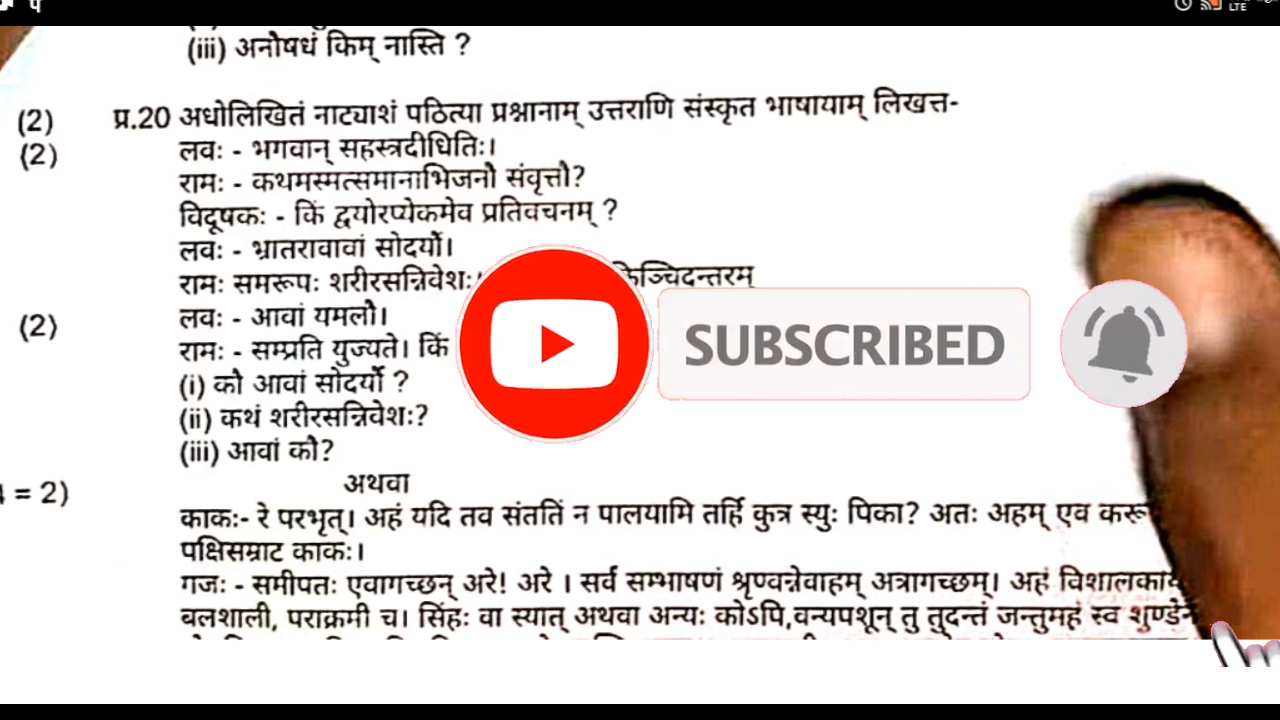 प
LTE
(iii) अनौषधं किम् नास्ति ?
(2) प्र.20 अधोलिखितं नाट्याशं पठित्या प्रश्नानाम् उत्तराणि संस्कृत भाषायाम् लिखत्त-
(2) लवः - भगवान् सहस्त्रदीधितिः।
रामः - कथमस्मत्समानाभिजनौ संवृत्तौ?
विदूषकः - किं द्वयोरप्येकमेव प्रतिवचनम् ?
लवः - भ्रातरावावां सोदर्यौ।
रामः समरूपः शरीरसन्निवेशः।
लवः - आवां यमलौ।
(2) रामः - सम्प्रति युज्यते। किं
SUBSCRIBED
(i) कौ आवां सोदर्यौ ?
(ii) कथं शरीरसन्निवेशः?
(iii) आवां कौ?
= 2) अथवा
काकः- रे परभृत्। अहं यदि तव संततिं न पालयामि तर्हि कुत्र स्युः पिका? अतः अहम् एव
पक्षिसम्राट काकः।
गजः - समीपतः एवागच्छन् अरे! अरे । सर्वं सम्भाषणं श्रृण्वन्नेवाहम् अत्रागच्छम्। अहं
बलशाली, पराक्रमी च। सिंहः वा स्यात् अथवा अन्यः कोऽपि,वन्यपशून् तु तुदन्तं जन्तुमहं स्व